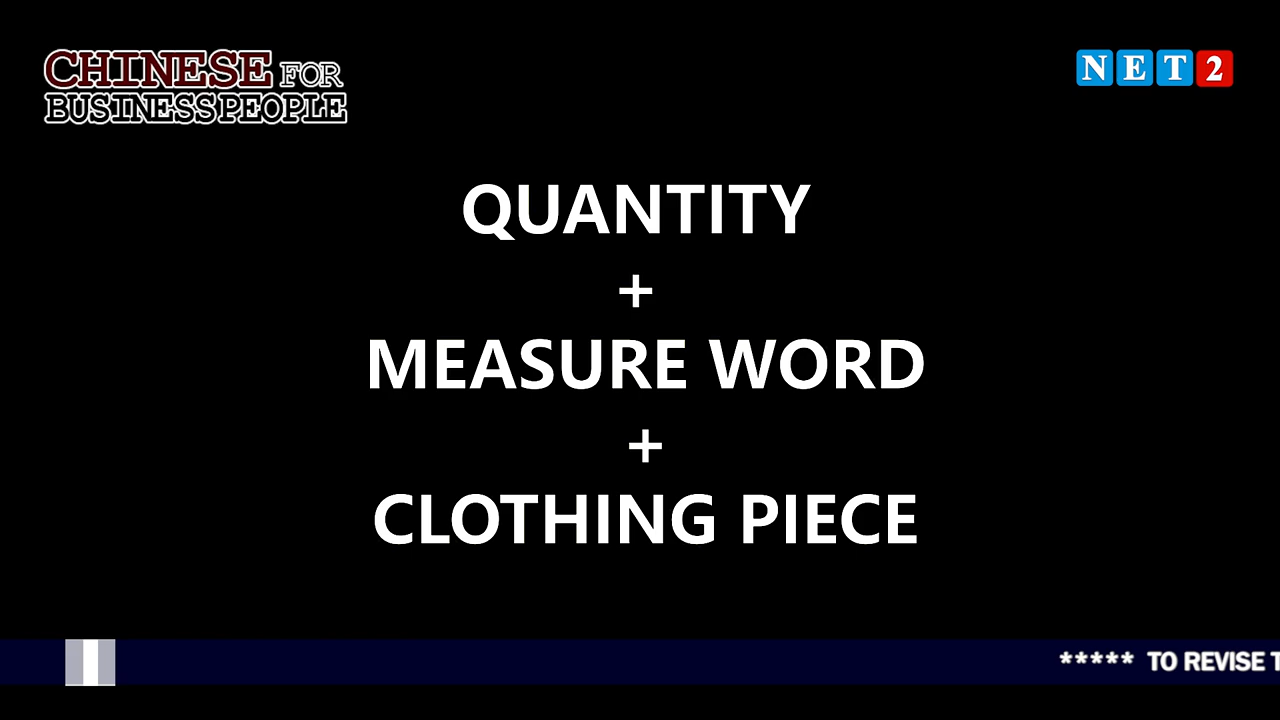 CHINESE FOR
BUSINESSPEOPLE
NET2
QUANTITY
+
MEASURE WORD
+
CLOTHING PIECE
***** TO REVISE T